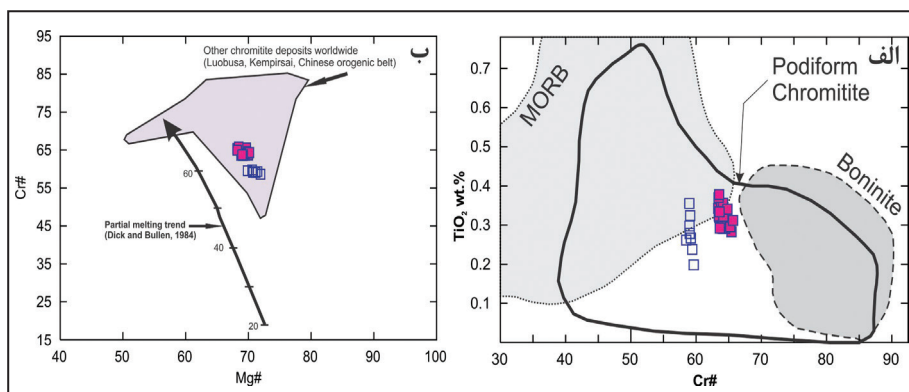 95
85
75
65
55
45
35
25
15
Cr#
40
50
60
70
80
90
100
Mg#
ب
Other chromitite deposits worldwide
(Luobusa, Kempirsai, Chinese orogenic belt)
60
40
20
Partial melting trend
(Dick and Bullen, 1984)
0.7
0.6
0.5
0.4
0.3
0.2
0.1
TiO₂ wt.%
30
40
50
60
70
80
90
Cr#
الف
MORB
Podiform
Chromitite
Boninite